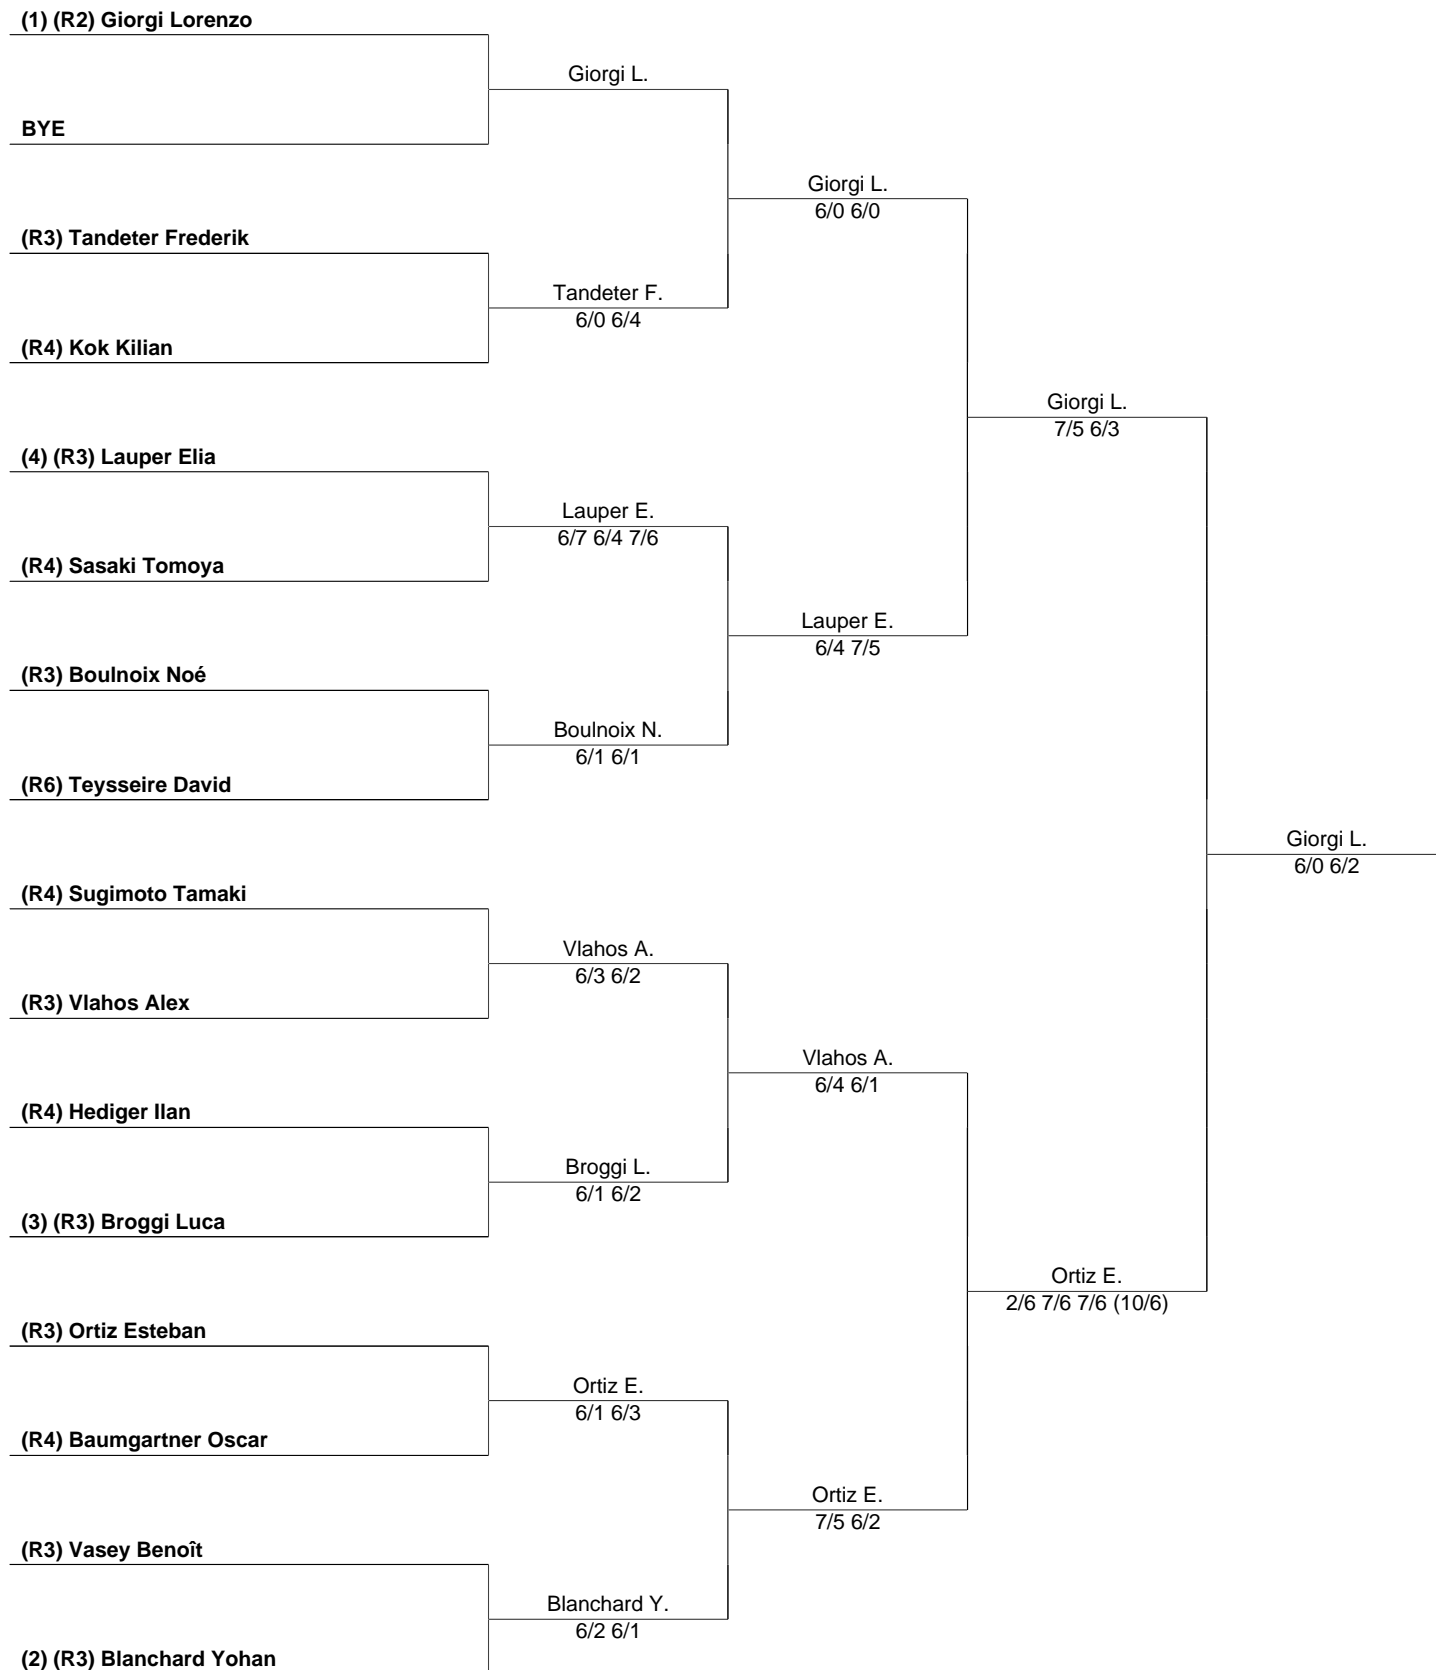 (1) (R2) Giorgi Lorenzo
Giorgi L.
BYE
Giorgi L.
6/0 6/0
(R3) Tandeter Frederik
Tandeter F.
6/0 6/4
(R4) Kok Kilian
Giorgi L.
7/5 6/3
(4) (R3) Lauper Elia
Lauper E.
6/7 6/4 7/6
(R4) Sasaki Tomoya
Lauper E.
6/4 7/5
(R3) Boulnoix Noé
Boulnoix N.
6/1 6/1
(R6) Teysseire David
Giorgi L.
6/0 6/2
(R4) Sugimoto Tamaki
Vlahos A.
6/3 6/2
(R3) Vlahos Alex
Vlahos A.
6/4 6/1
(R4) Hediger Ilan
Broggi L.
6/1 6/2
(3) (R3) Broggi Luca
Ortiz E.
2/6 7/6 7/6 (10/6)
(R3) Ortiz Esteban
Ortiz E.
6/1 6/3
(R4) Baumgartner Oscar
Ortiz E.
7/5 6/2
(R3) Vasey Benoît
Blanchard Y.
6/2 6/1
(2) (R3) Blanchard Yohan